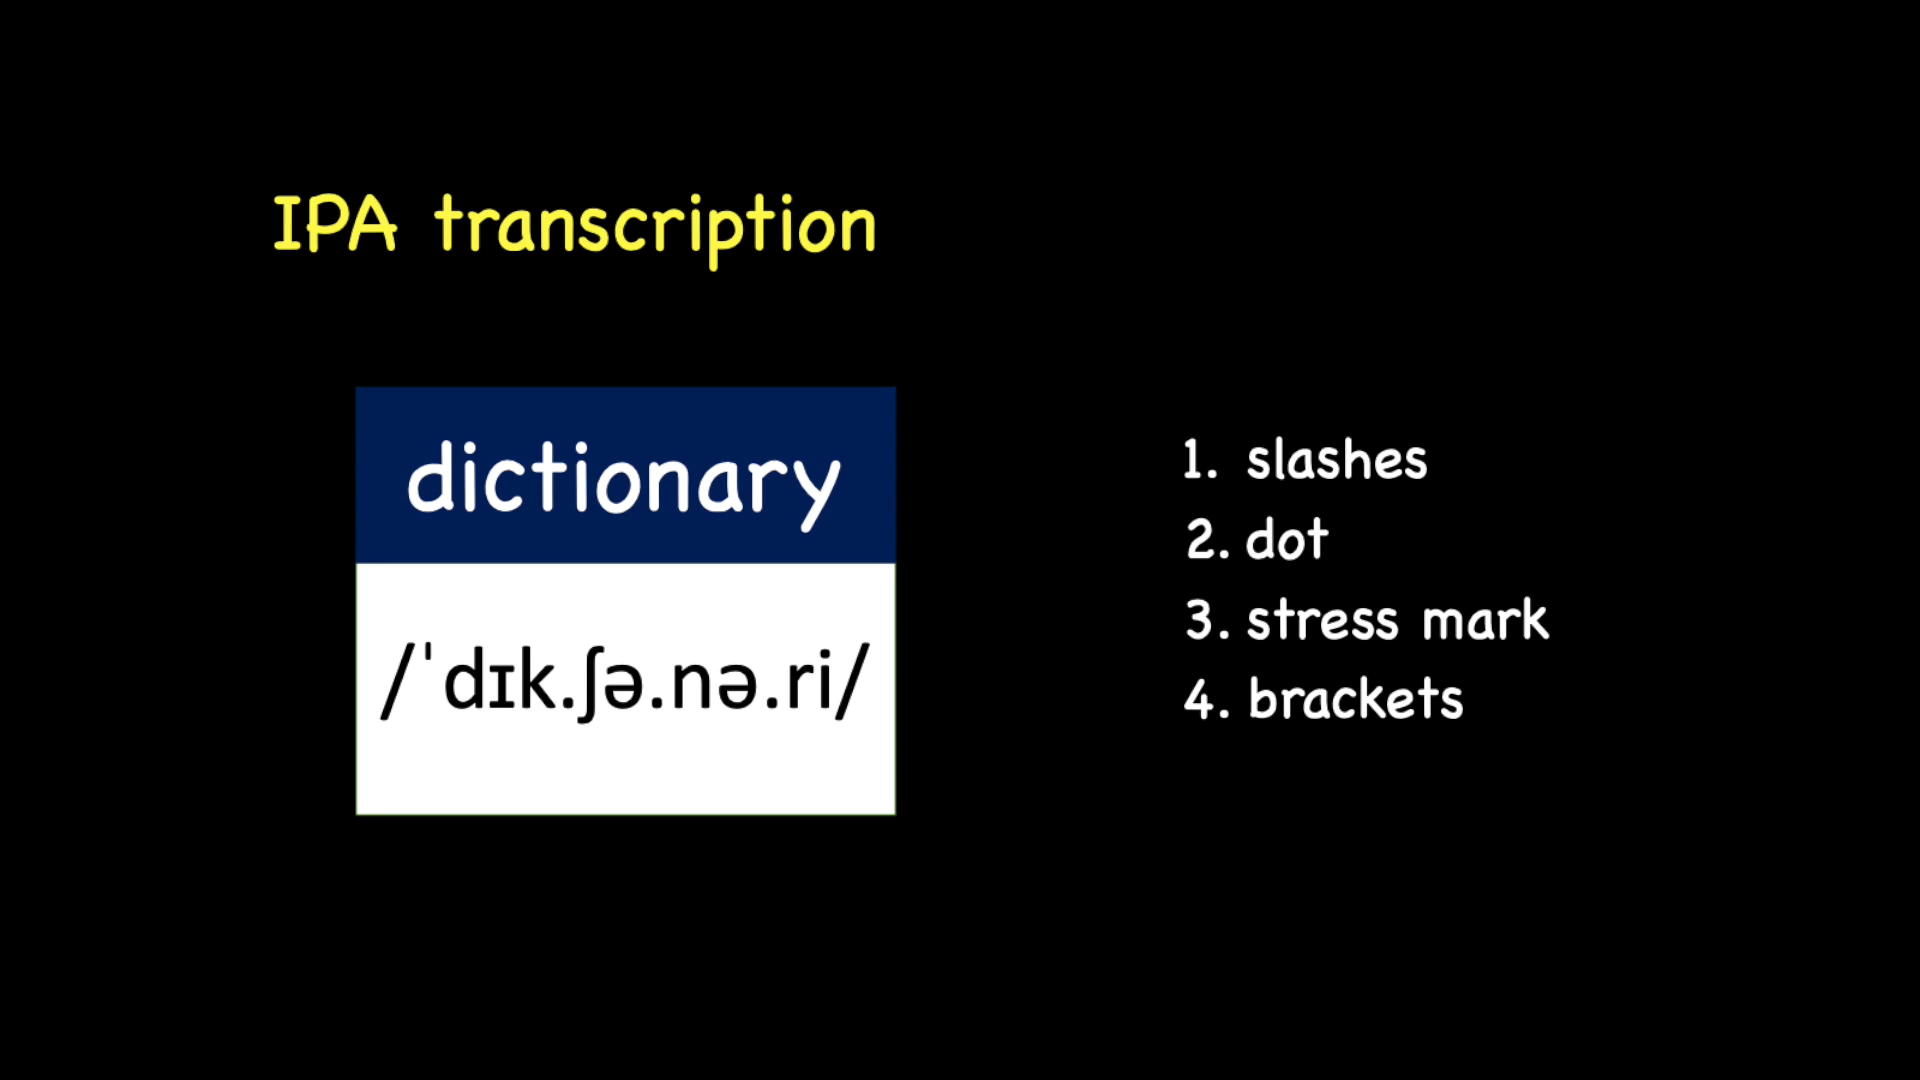 IPA transcription
dictionary
/ˈdɪk.ʃə.nə.ri/
1. slashes
2. dot
3. stress mark
4. brackets